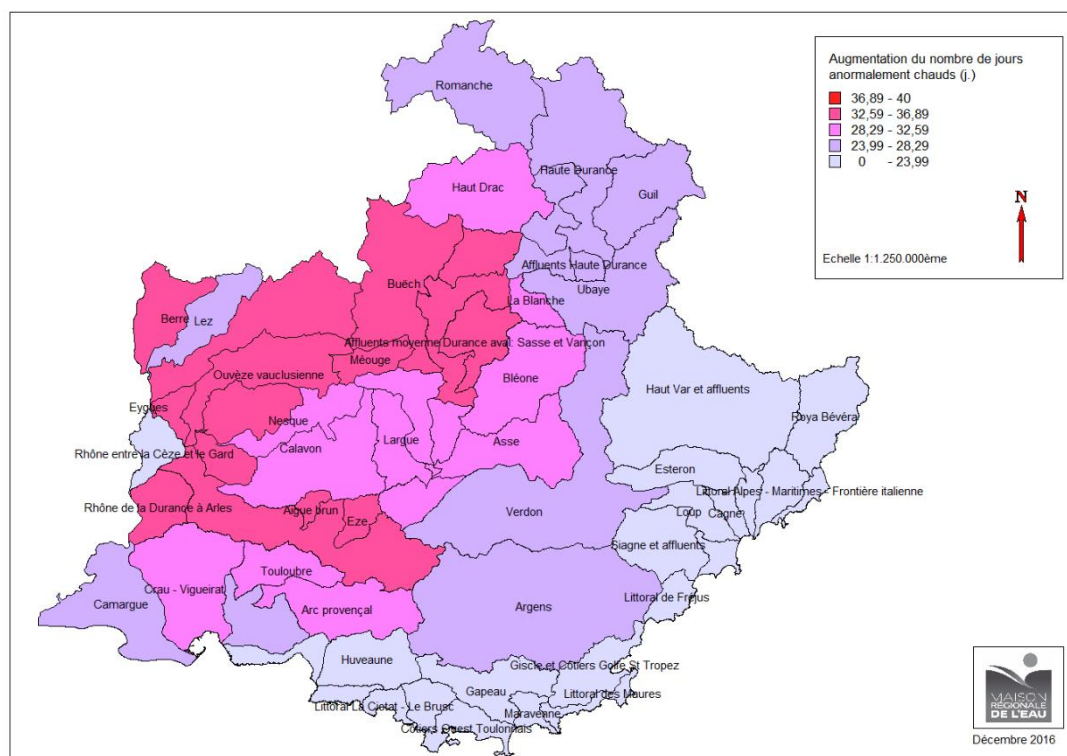 Augmentation du nombre de jours
anormalement chauds (j.)
36,89 - 40
32,59 - 36,89
28,29 - 32,59
23,99 - 28,29
0 - 23,99
N
Echelle 1:1.250.000ème
Romanche
Haute Durance
Guil
Haut Drac
Affluents Haute Durance
Buëch
Ubaye
La Blanche
Berre
Lez
Affluents moyenne Durance aval: Sasse et Vançon
Méouge
Ouvèze vauclusienne
Bléone
Haut Var et affluents
Eygues
Roya Bévéra
Nesque
Largue
Asse
Calavon
Rhône entre la Cèze et le Gard
Esteron
Littoral Alpes - Maritimes - Frontière italienne
Rhône de la Durance à Arles
Aigue brun
Verdon
Loup
Cagne
Eze
Siagne et affluents
Touloubre
Crau - Vigueirat
Littoral de Fréjus
Camargue
Arc provençal
Argens
Huveaune
Giscle et Côtiers Golfe St Tropez
Gapeau
Littoral des Maures
Littoral La Ciotat - Le Brusc
Maravenne
Côtiers Ouest Toulonnais
MAISON
RÉGIONALE
DE L'EAU
Décembre 2016